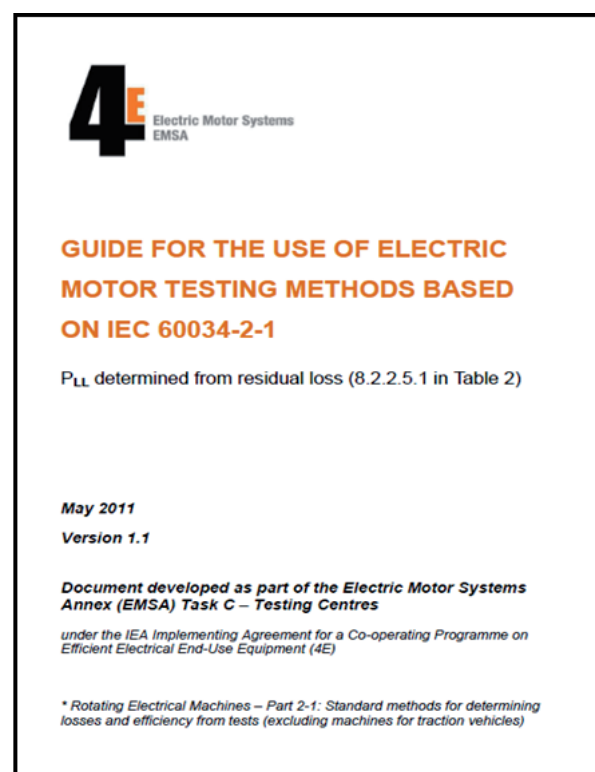 4E
Electric Motor Systems
EMSA
GUIDE FOR THE USE OF ELECTRIC
MOTOR TESTING METHODS BASED
ON IEC 60034-2-1
PLL determined from residual loss (8.2.2.5.1 in Table 2)
May 2011
Version 1.1
Document developed as part of the Electric Motor Systems
Annex (EMSA) Task C – Testing Centres
under the IEA Implementing Agreement for a Co-operating Programme on
Efficient Electrical End-Use Equipment (4E)
* Rotating Electrical Machines – Part 2-1: Standard methods for determining
losses and efficiency from tests (excluding machines for traction vehicles)